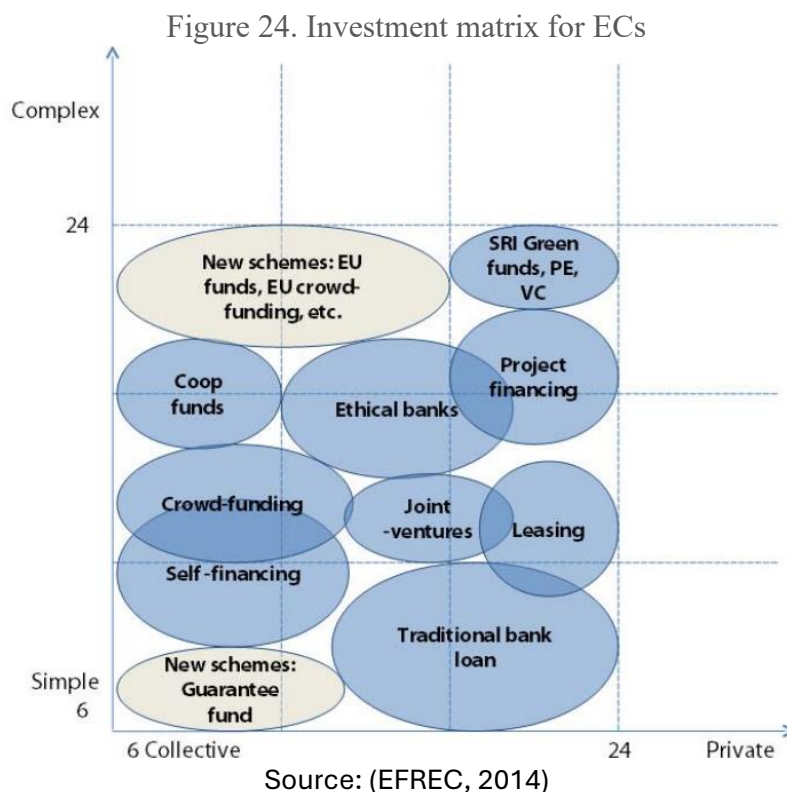 Figure 24. Investment matrix for ECs
Complex
24
New schemes: EU
funds, EU crowd-
funding, etc.
SRI Green
funds, PE,
VC
Coop
funds
Ethical banks
Project
financing
Crowd-funding
Joint
-ventures
Leasing
Self-financing
Traditional bank
loan
New schemes:
Guarantee
fund
Simple
6
6 Collective
24
Private
Source: (EFREC, 2014)